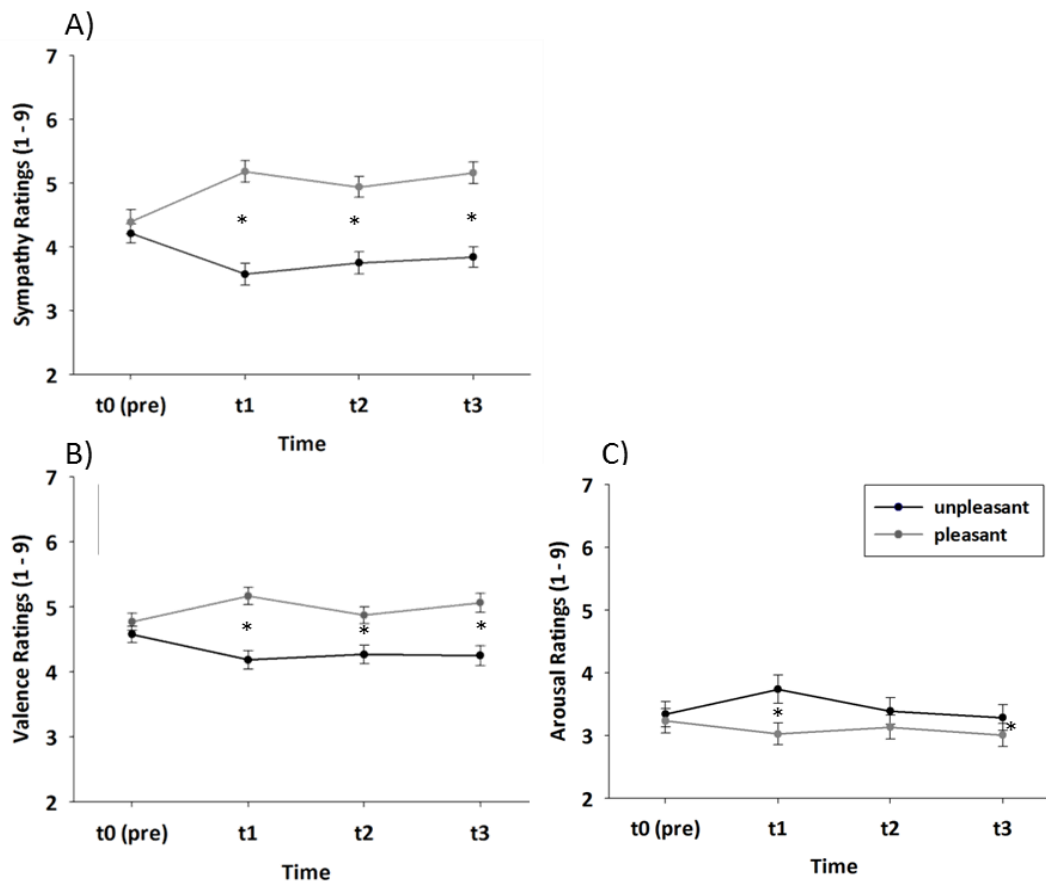 A)
Sympathy Ratings (1 - 9)
7
6
5
4
3
2
*
*
*
t0 (pre) t1 t2 t3
Time
B)
Valence Ratings (1 - 9)
7
6
5
4
3
2
*
*
*
t0 (pre) t1 t2 t3
Time
C)
Arousal Ratings (1 - 9)
7
6
5
4
3
2
unpleasant
pleasant
*
*
t0 (pre) t1 t2 t3
Time